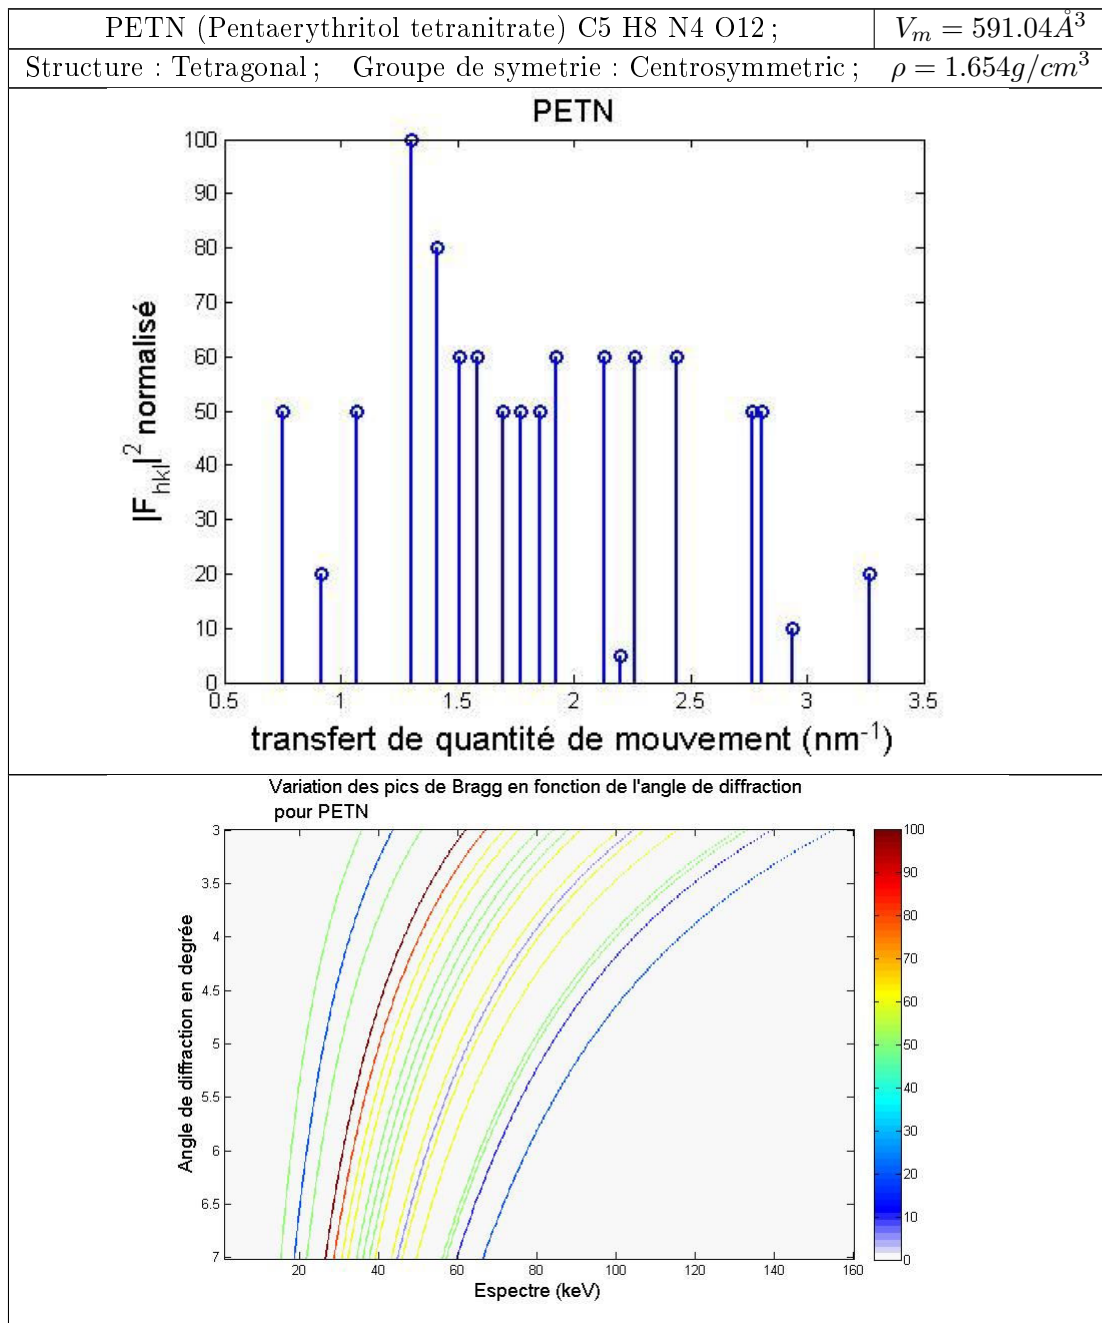 PETN (Pentaerythritol tetranitrate) C5 H8 N4 O12 ; V_m = 591.04Å^3
Structure : Tetragonal ; Groupe de symetrie : Centrosymmetric ; ρ = 1.654g/cm^3
PETN
100
90
80
70
60
50
40
30
20
10
0
|F_hkl|^2 normalisé
0.5 1 1.5 2 2.5 3 3.5
transfert de quantité de mouvement (nm^-1)
Variation des pics de Bragg en fonction de l'angle de diffraction
pour PETN
3
3.5
4
4.5
5
5.5
6
6.5
7
Angle de diffraction en degrée
20 40 60 80 100 120 140 160
Espectre (keV)
100
90
80
70
60
50
40
30
20
10
0